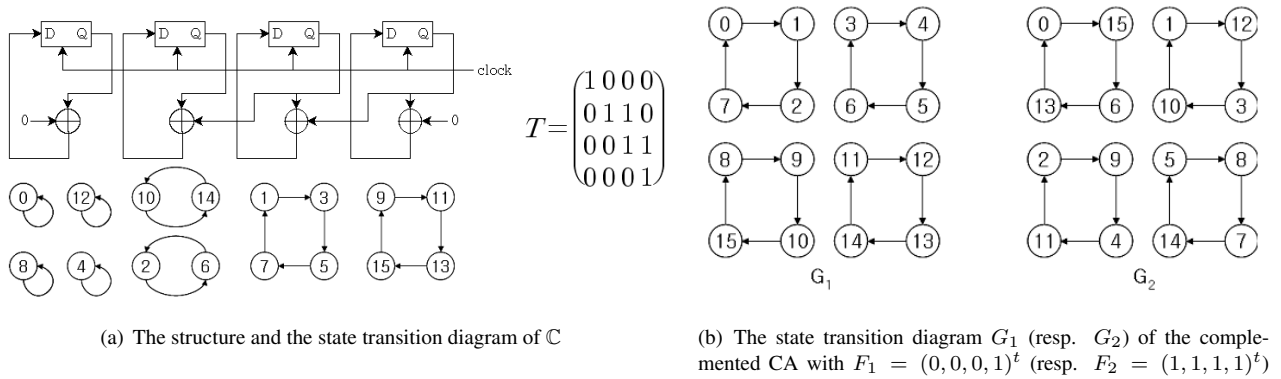 D Q D Q D Q D Q
clock
0 0
T = (1 0 0 0
0 1 1 0
0 0 1 1
0 0 0 1)
0 12 10 14 1 3 9 11
8 4 2 6 7 5 15 13
(a) The structure and the state transition diagram of ℂ
0 1 3 4
7 2 6 5
8 9 11 12
15 10 14 13
G₁
0 15 1 12
13 6 10 3
2 9 5 8
11 4 14 7
G₂
(b) The state transition diagram G₁ (resp. G₂) of the comple-
mented CA with F₁ = (0, 0, 0, 1)ᵗ (resp. F₂ = (1, 1, 1, 1)ᵗ)